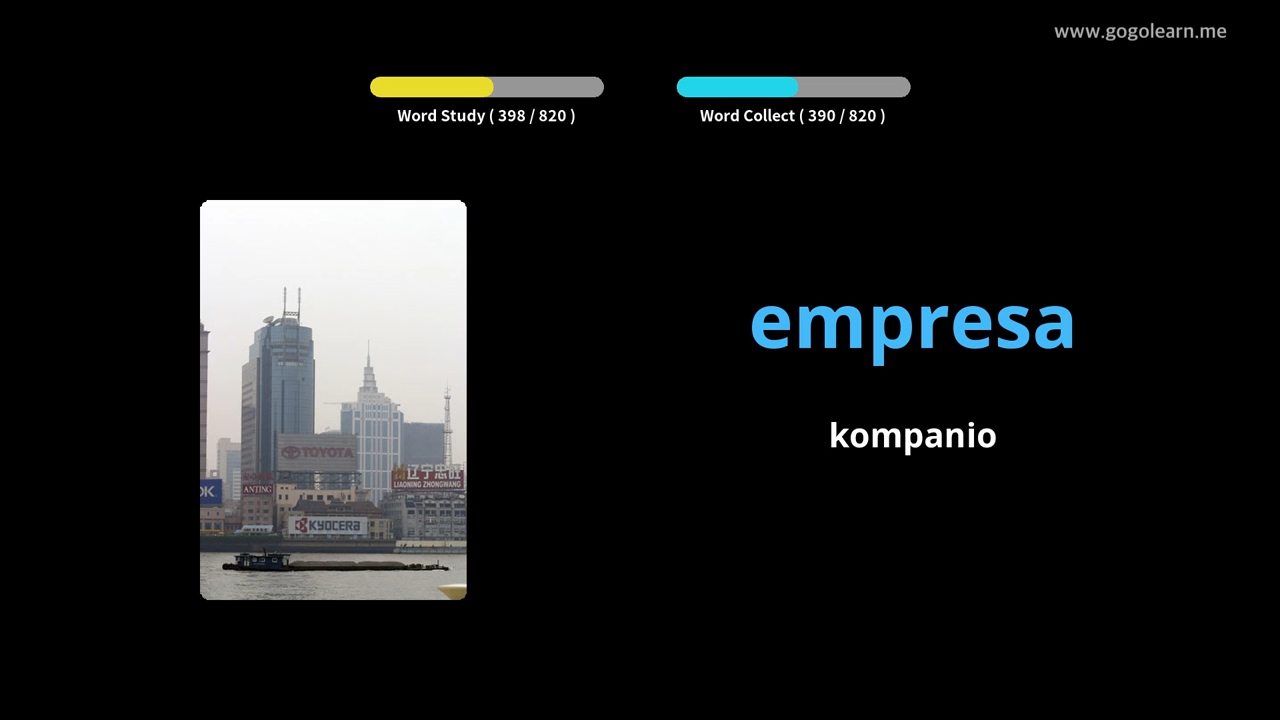 www.gogolearn.me
Word Study ( 398 / 820 )
Word Collect ( 390 / 820 )
empresa
kompanio
TOYOTA
辽宁忠旺
LIAONING ZHONGWANG
OK
ANTING
KYOCERA